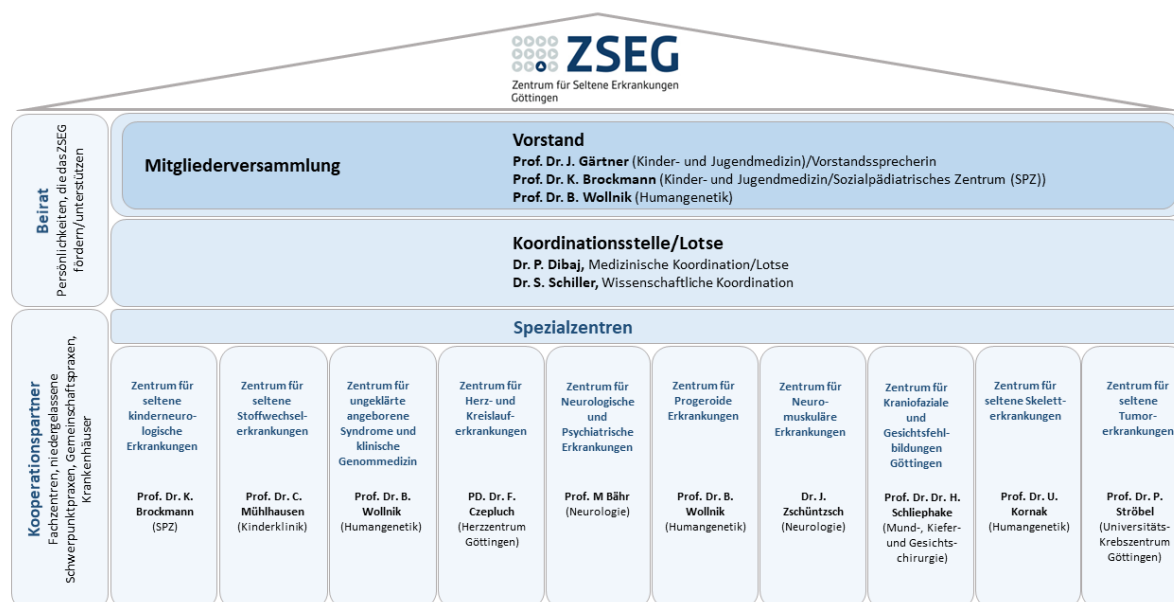 ZSEG
Zentrum für Seltene Erkrankungen
Göttingen
Beirat
Persönlichkeiten, die das ZSEG
fördern/unterstützen
Mitgliederversammlung
Vorstand
Prof. Dr. J. Gärtner (Kinder- und Jugendmedizin)/Vorstandssprecherin
Prof. Dr. K. Brockmann (Kinder- und Jugendmedizin/Sozialpädiatrisches Zentrum (SPZ))
Prof. Dr. B. Wollnik (Humangenetik)
Koordinationsstelle/Lotse
Dr. P. Dibaj, Medizinische Koordination/Lotse
Dr. S. Schiller, Wissenschaftliche Koordination
Kooperationspartner
Fachzentren, niedergelassene
Schwerpunktpraxen, Gemeinschaftspraxen,
Krankenhäuser
Spezialzentren
Zentrum für
seltene
kinderneuro-
logische
Erkrankungen
Prof. Dr. K.
Brockmann
(SPZ)
Zentrum für
seltene
Stoffwechsel-
erkrankungen
Prof. Dr. C.
Mühlhausen
(Kinderklinik)
Zentrum für
ungeklärte
angeborene
Syndrome und
klinische
Genommedizin
Prof. Dr. B.
Wollnik
(Humangenetik)
Zentrum für
Herz- und
Kreislauf-
erkrankungen
PD. Dr. F.
Czepluch
(Herzzentrum
Göttingen)
Zentrum für
Neurologische
und
Psychiatrische
Erkrankungen
Prof. M Bähr
(Neurologie)
Zentrum für
Progeroide
Erkrankungen
Prof. Dr. B.
Wollnik
(Humangenetik)
Zentrum für
Neuro-
muskuläre
Erkrankungen
Dr. J.
Zschüntzsch
(Neurologie)
Zentrum für
Kraniofaziale
und
Gesichtsfehl-
bildungen
Göttingen
Prof. Dr. Dr. H.
Schliephake
(Mund-, Kiefer-
und Gesichts-
chirurgie)
Zentrum für
seltene Skelett-
erkrankungen
Prof. Dr. U.
Kornak
(Humangenetik)
Zentrum für
seltene
Tumor-
erkrankungen
Prof. Dr. P.
Ströbel
(Universitäts-
Krebszentrum
Göttingen)